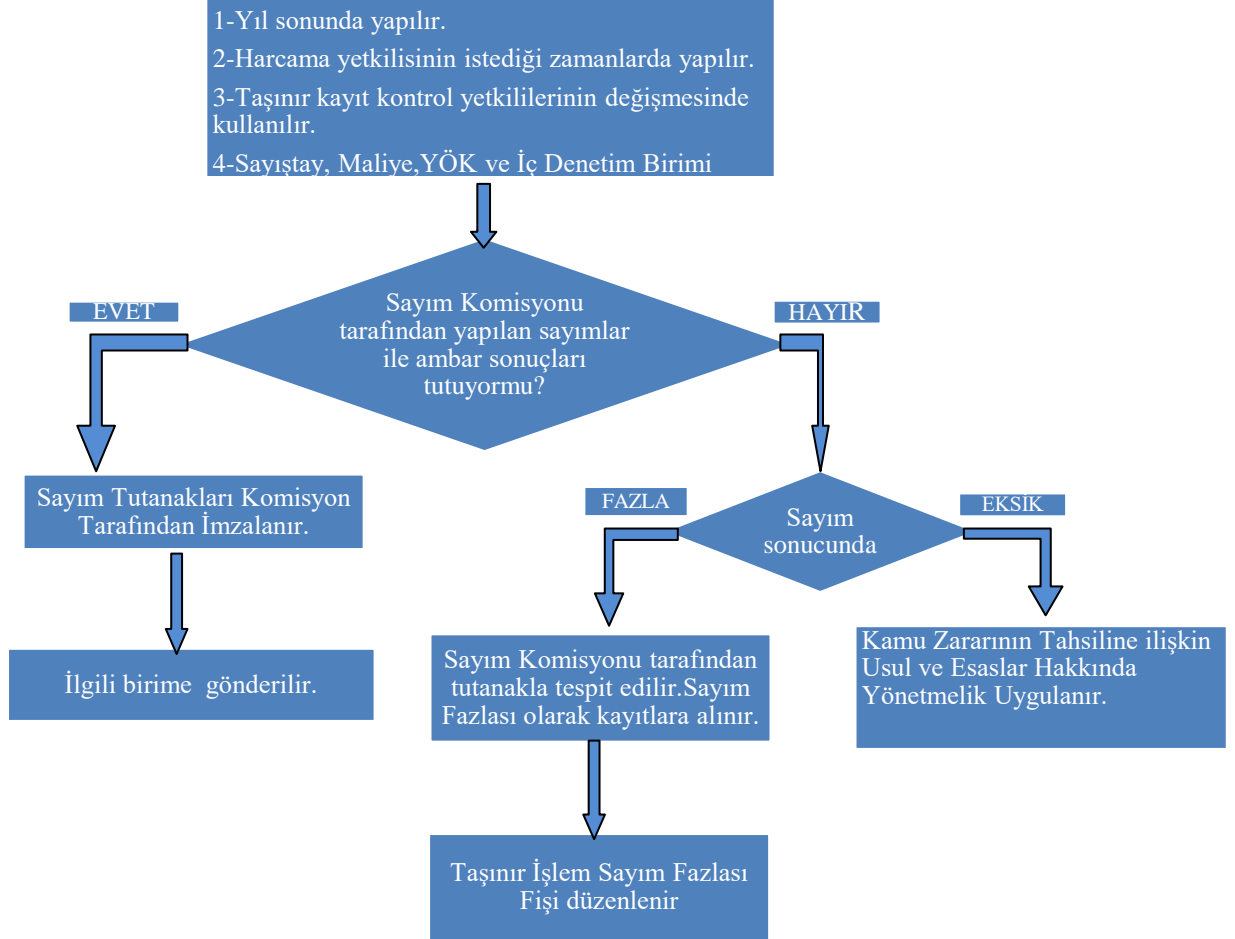 1-Yıl sonunda yapılır.
2-Harcama yetkilisinin istediği zamanlarda yapılır.
3-Taşınır kayıt kontrol yetkililerinin değişmesinde
kullanılır.
4-Sayıştay, Maliye,YÖK ve İç Denetim Birimi
EVET
Sayım Komisyonu
tarafından yapılan sayımlar
ile ambar sonuçları
tutuyormu?
HAYIR
Sayım Tutanakları Komisyon
Tarafından İmzalanır.
FAZLA
Sayım
sonucunda
EKSİK
İlgili birime gönderilir.
Sayım Komisyonu tarafından
tutanakla tespit edilir.Sayım
Fazlası olarak kayıtlara alınır.
Kamu Zararının Tahsiline ilişkin
Usul ve Esaslar Hakkında
Yönetmelik Uygulanır.
Taşınır İşlem Sayım Fazlası
Fişi düzenlenir